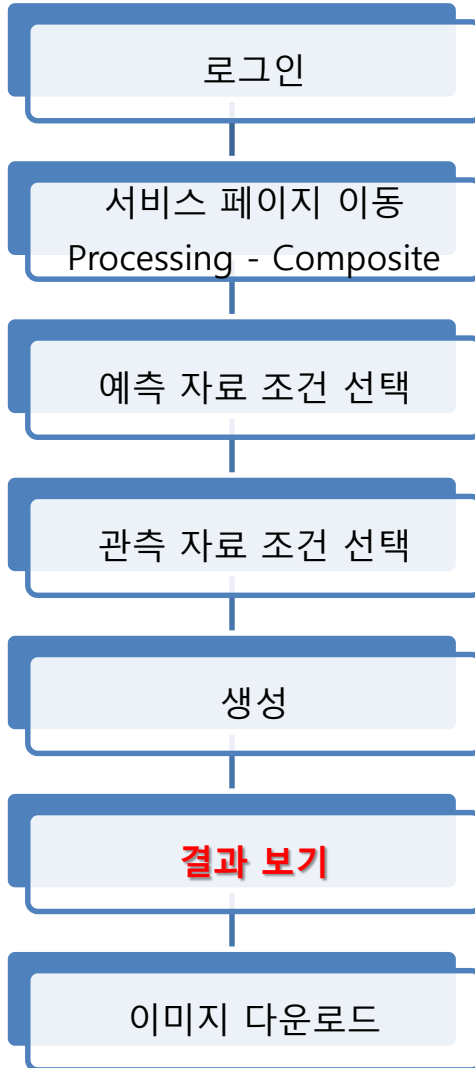 로그인
서비스 페이지 이동
Processing - Composite
예측 자료 조건 선택
관측 자료 조건 선택
생성
결과 보기
이미지 다운로드